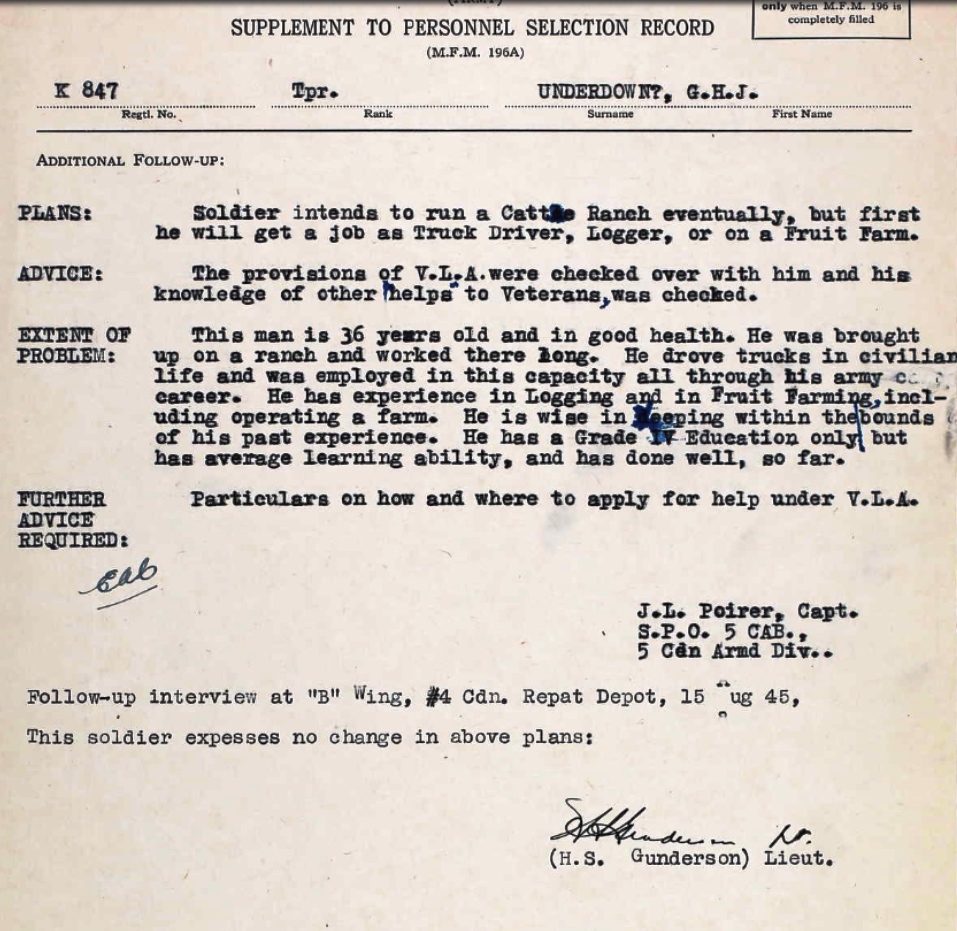 only when M.F.M. 196 is
completely filled
SUPPLEMENT TO PERSONNEL SELECTION RECORD
(M.F.M. 196A)
K 847 Tpr. UNDERDOWN?, G.H.J.
Regtl. No. Rank Surname First Name
ADDITIONAL FOLLOW-UP:
PLANS: Soldier intends to run a Cattle Ranch eventually, but first
he will get a job as Truck Driver, Logger, or on a Fruit Farm.
ADVICE: The provisions of V.L.A. were checked over with him and his
knowledge of other helps to Veterans, was checked.
EXTENT OF This man is 36 years old and in good health. He was brought
PROBLEM: up on a ranch and worked there long. He drove trucks in civilian
life and was employed in this capacity all through his army
career. He has experience in Logging and in Fruit Farming, incl-
uding operating a farm. He is wise in keeping within the bounds
of his past experience. He has a Grade IV Education only, but
has average learning ability, and has done well, so far.
FURTHER Particulars on how and where to apply for help under V.L.A.
ADVICE
REQUIRED:
J.L. Poirer, Capt.
S.P.O. 5 CAB.,
5 Cdn Armd Div..
Follow-up interview at "B" Wing, #4 Cdn. Repat Depot, 15 Aug 45,
This soldier expesses no change in above plans:
(H.S. Gunderson) Lieut.